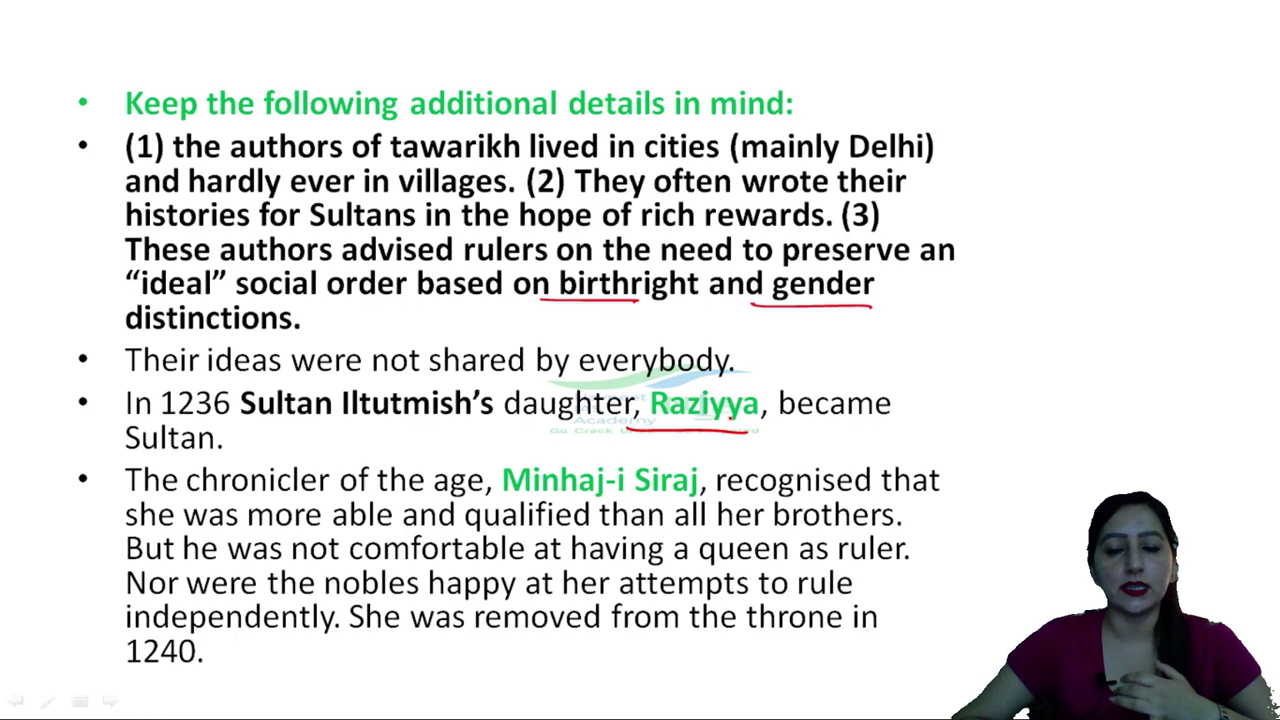 • Keep the following additional details in mind:
• (1) the authors of tawarikh lived in cities (mainly Delhi)
and hardly ever in villages. (2) They often wrote their
histories for Sultans in the hope of rich rewards. (3)
These authors advised rulers on the need to preserve an
“ideal” social order based on birthright and gender
distinctions.
• Their ideas were not shared by everybody.
• In 1236 Sultan Iltutmish’s daughter, Raziyya, became
Sultan.
Academy
Go Crack
• The chronicler of the age, Minhaj-i Siraj, recognised that
she was more able and qualified than all her brothers.
But he was not comfortable at having a queen as ruler.
Nor were the nobles happy at her attempts to rule
independently. She was removed from the throne in
1240.